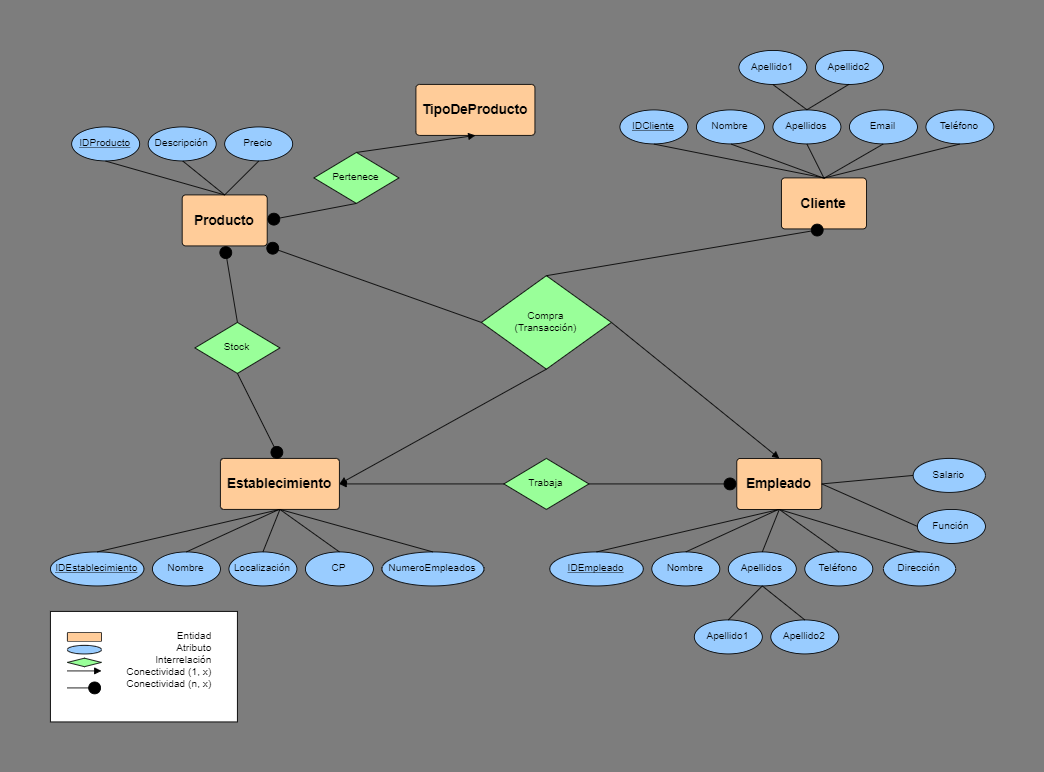 Apellido1
Apellido2
TipoDeProducto
IDCliente
Nombre
Apellidos
Email
Teléfono
IDProducto
Descripción
Precio
Pertenece
Cliente
Producto
Compra
(Transacción)
Stock
Establecimiento
Trabaja
Empleado
Salario
Función
IDEstablecimiento
Nombre
Localización
CP
NumeroEmpleados
IDEmpleado
Nombre
Apellidos
Teléfono
Dirección
Apellido1
Apellido2
Entidad
Atributo
Interrelación
Conectividad (1, x)
Conectividad (n, x)